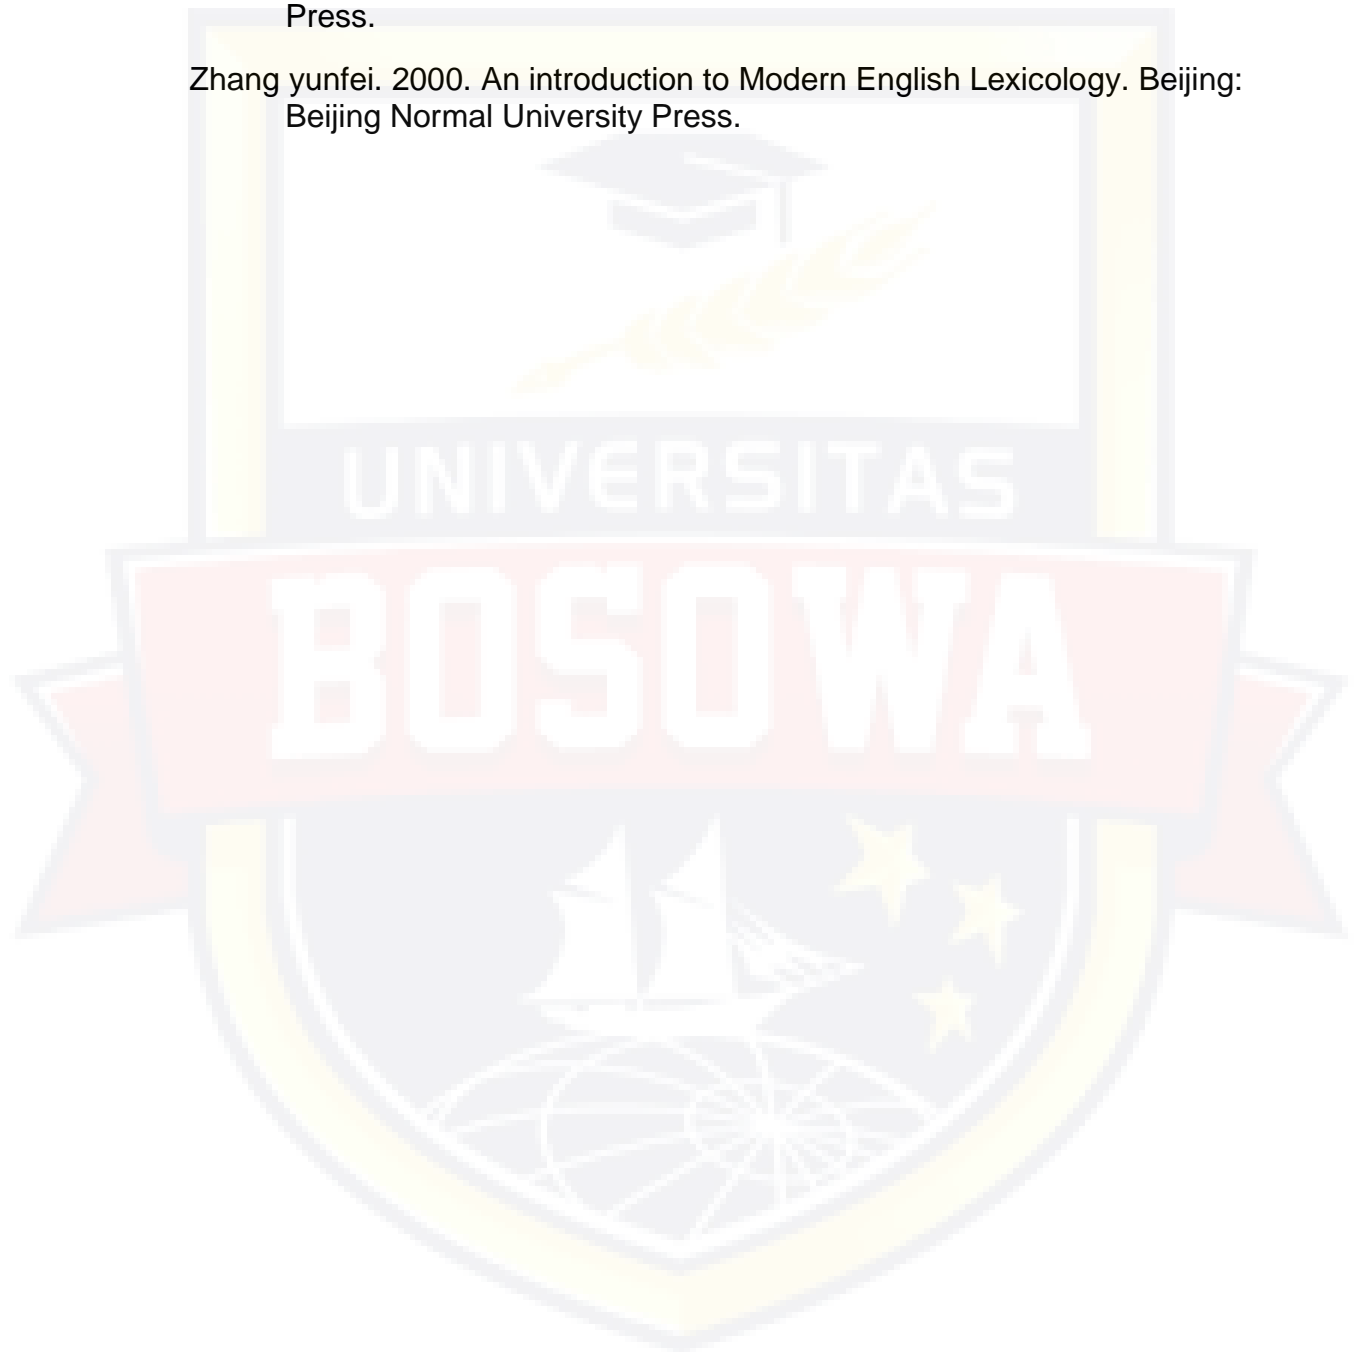 Press.
Zhang yunfei. 2000. An introduction to Modern English Lexicology. Beijing:
Beijing Normal University Press.
UNIVERSITAS
BOSOWA